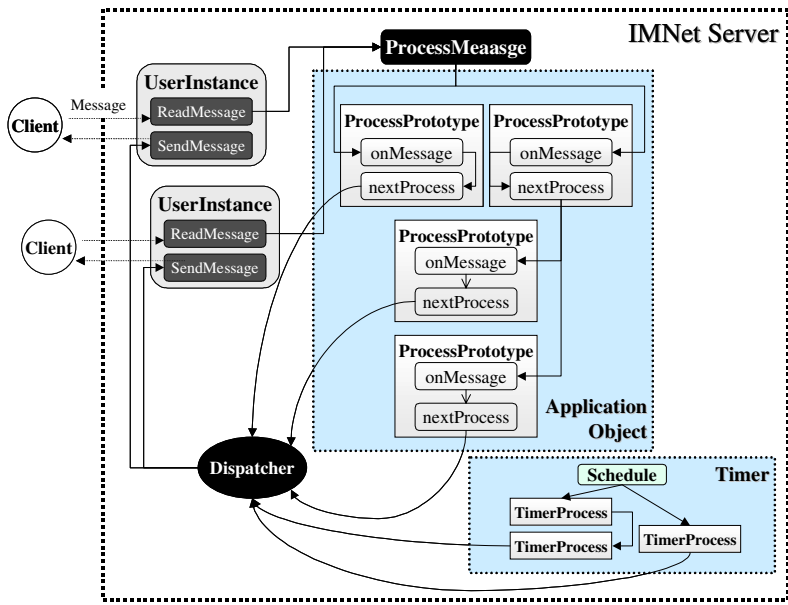 IMNet Server
ProcessMeaasge
UserInstance
Message
ReadMessage
Client
SendMessage
ProcessPrototype
onMessage
nextProcess
ProcessPrototype
onMessage
nextProcess
UserInstance
ReadMessage
Client
SendMessage
ProcessPrototype
onMessage
nextProcess
ProcessPrototype
onMessage
nextProcess
Application
Object
Dispatcher
Schedule
Timer
TimerProcess
TimerProcess
TimerProcess